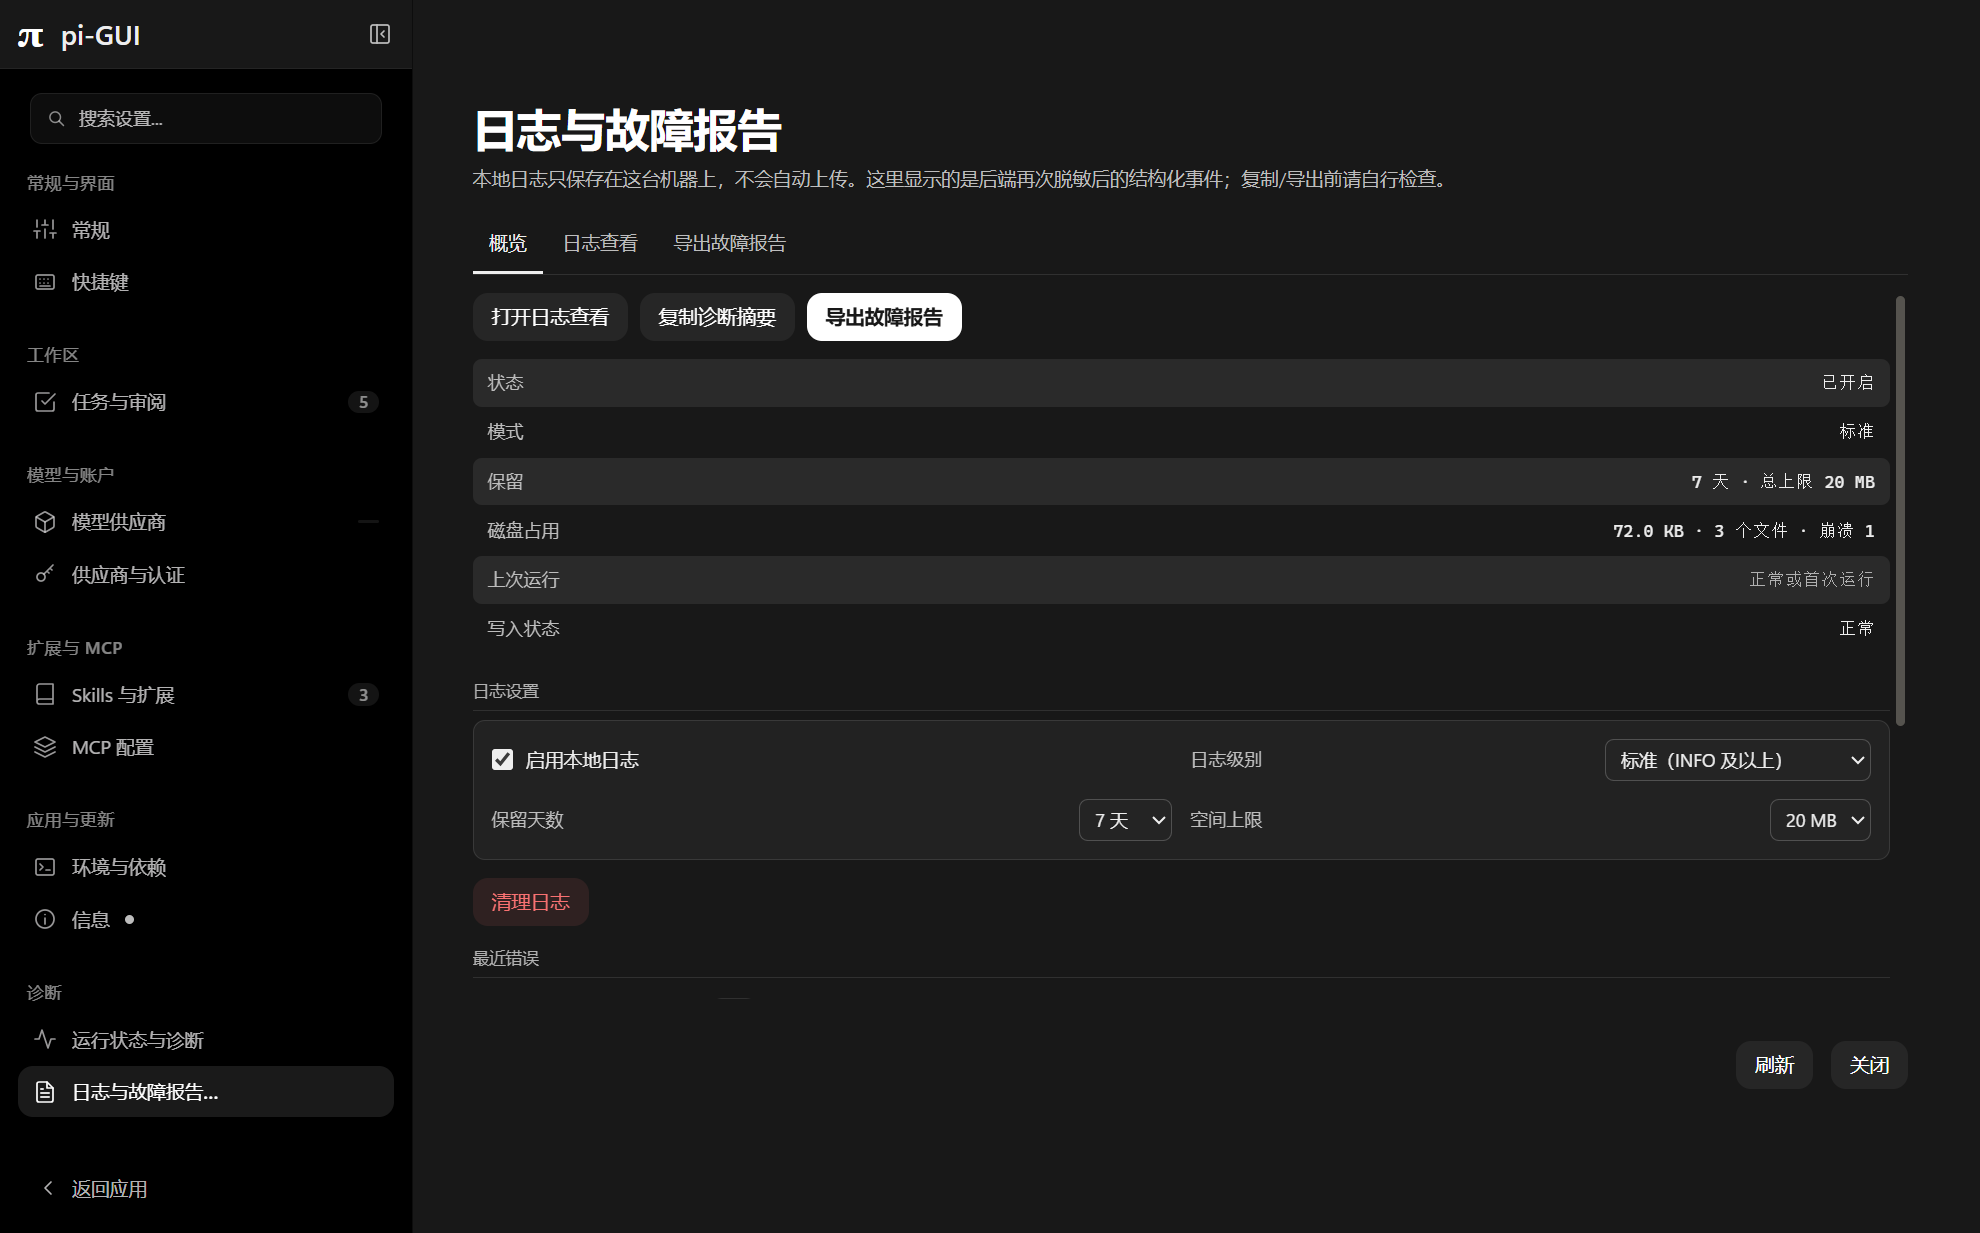 π pi-GUI
搜索设置...
常规与界面
常规
快捷键
工作区
任务与审阅 5
模型与账户
模型供应商 —
供应商与认证
扩展与 MCP
Skills 与扩展 3
MCP 配置
应用与更新
环境与依赖
信息
诊断
运行状态与诊断
日志与故障报告...
返回应用
日志与故障报告
本地日志只保存在这台机器上，不会自动上传。这里显示的是后端再次脱敏后的结构化事件；复制/导出前请自行检查。
概览 日志查看 导出故障报告
打开日志查看 复制诊断摘要 导出故障报告
状态 已开启
模式 标准
保留 7 天 · 总上限 20 MB
磁盘占用 72.0 KB · 3 个文件 · 崩溃 1
上次运行 正常或首次运行
写入状态 正常
日志设置
启用本地日志 日志级别 标准（INFO 及以上）
保留天数 7 天 空间上限 20 MB
清理日志
最近错误
刷新 关闭